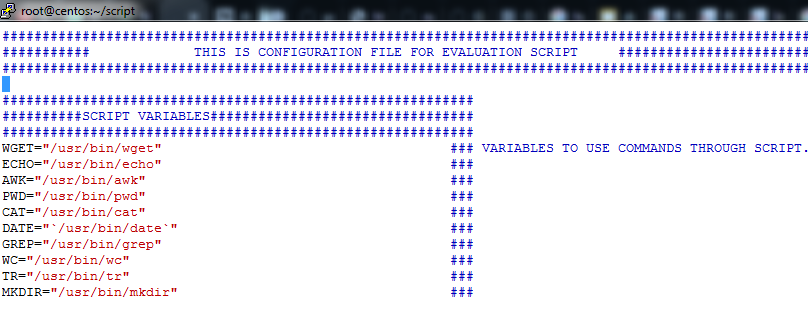 root@centos:~/script
#####################################################################################################
########### THIS IS CONFIGURATION FILE FOR EVALUATION SCRIPT ########################
#####################################################################################################
###########################################################
##########SCRIPT VARIABLES#################################
###########################################################
WGET="/usr/bin/wget" ### VARIABLES TO USE COMMANDS THROUGH SCRIPT.
ECHO="/usr/bin/echo" ###
AWK="/usr/bin/awk" ###
PWD="/usr/bin/pwd" ###
CAT="/usr/bin/cat" ###
DATE="`/usr/bin/date`" ###
GREP="/usr/bin/grep" ###
WC="/usr/bin/wc" ###
TR="/usr/bin/tr" ###
MKDIR="/usr/bin/mkdir" ###